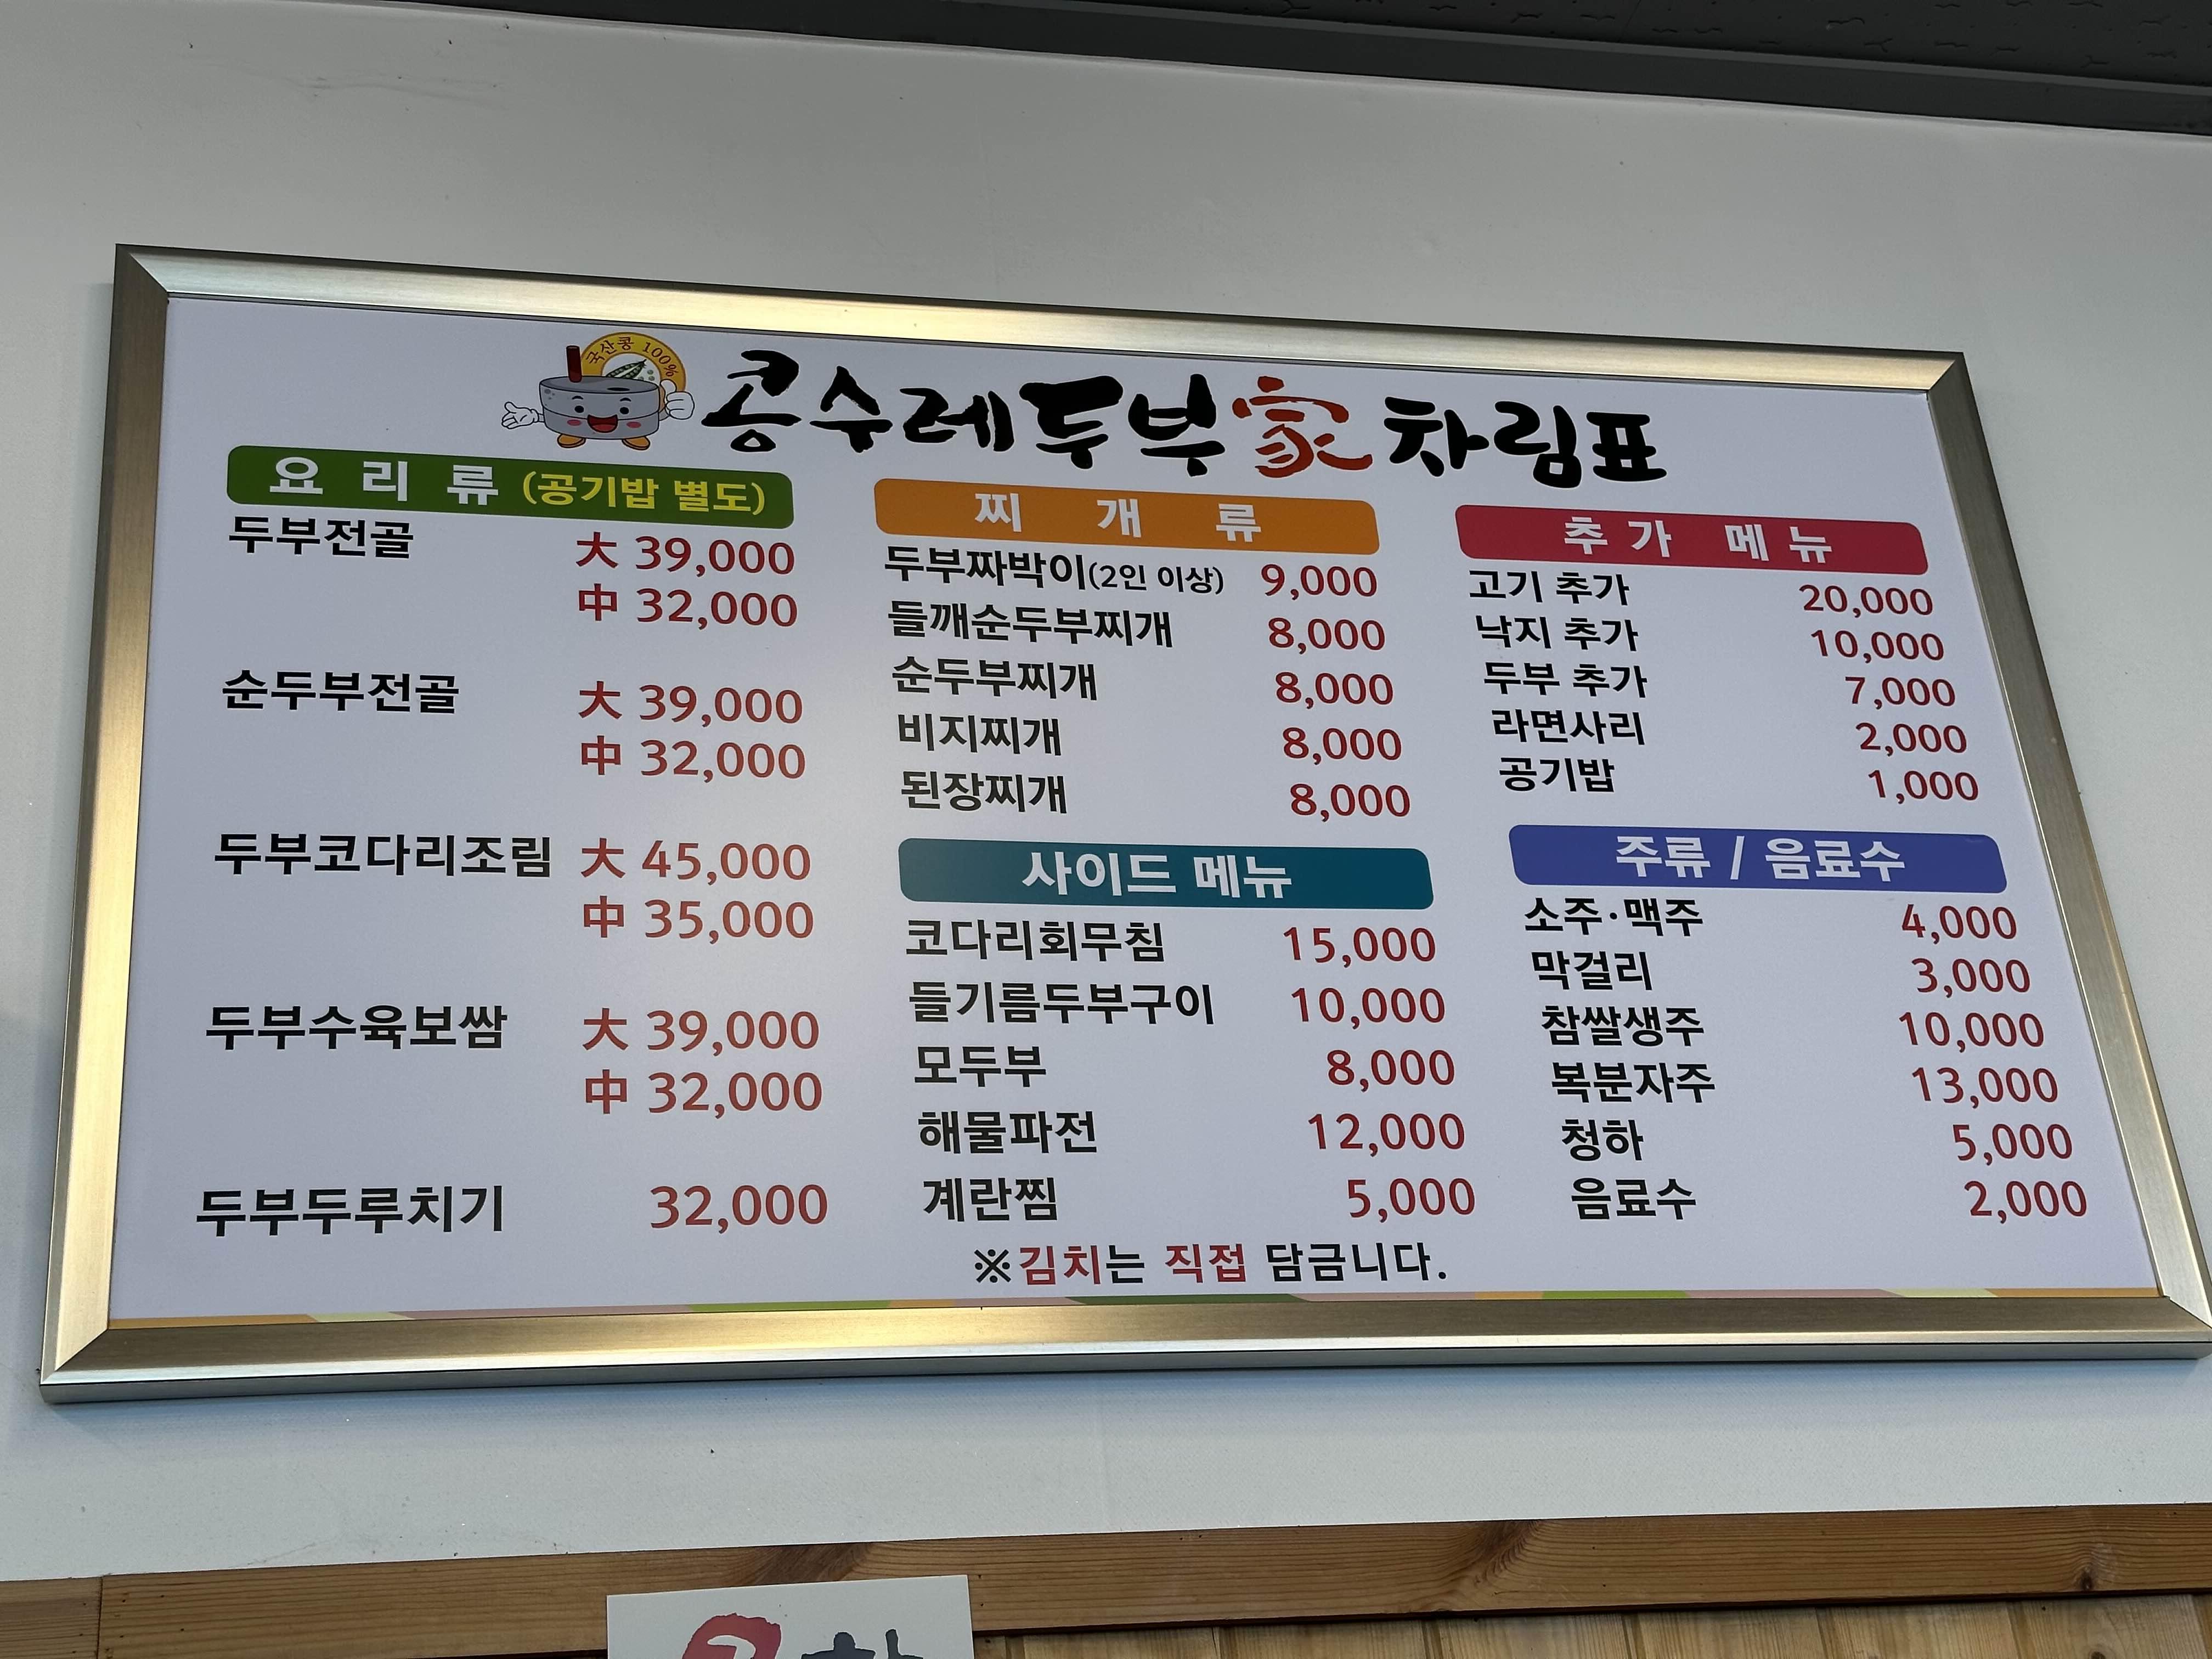 국산콩 100%
콩수레두부家 차림표
요리류 (공기밥 별도)
두부전골 大 39,000
中 32,000
순두부전골 大 39,000
中 32,000
두부코다리조림 大 45,000
中 35,000
두부수육보쌈 大 39,000
中 32,000
두부두루치기 32,000
찌개류
두부짜박이(2인 이상) 9,000
들깨순두부찌개 8,000
순두부찌개 8,000
비지찌개 8,000
된장찌개 8,000
사이드 메뉴
코다리회무침 15,000
들기름두부구이 10,000
모두부 8,000
해물파전 12,000
계란찜 5,000
추가 메뉴
고기 추가 20,000
낙지 추가 10,000
두부 추가 7,000
라면사리 2,000
공기밥 1,000
주류 / 음료수
소주·맥주 4,000
막걸리 3,000
참쌀생주 10,000
복분자주 13,000
청하 5,000
음료수 2,000
※김치는 직접 담금니다.